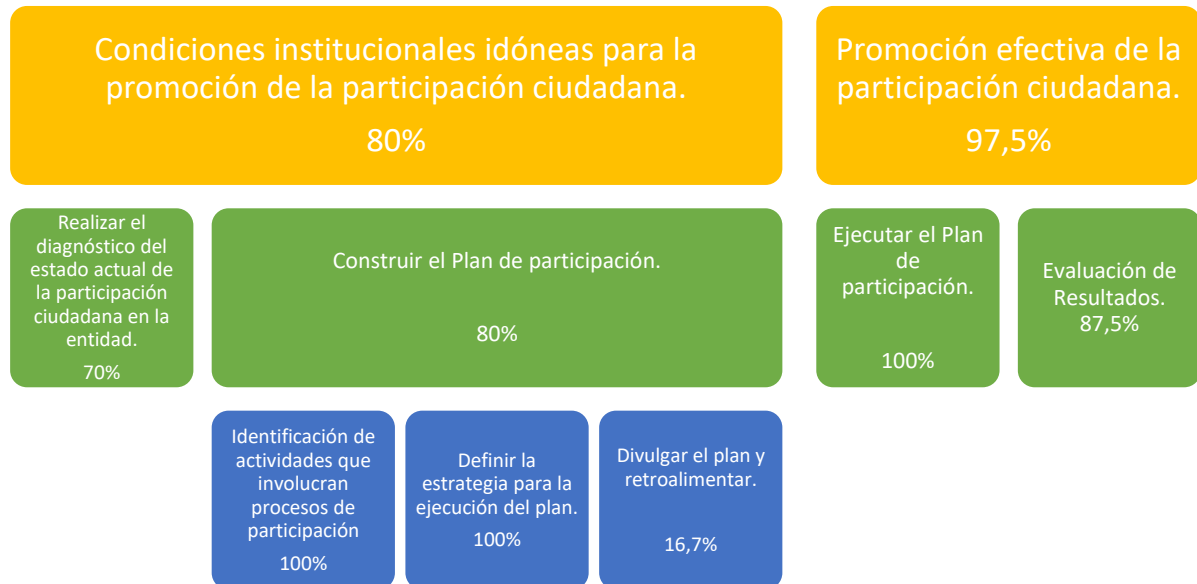 Condiciones institucionales idóneas para la
promoción de la participación ciudadana.
80%
Promoción efectiva de la
participación ciudadana.
97,5%
Realizar el
diagnóstico del
estado actual de
la participación
ciudadana en la
entidad.
70%
Construir el Plan de participación.
80%
Ejecutar el Plan
de
participación.
100%
Evaluación de
Resultados.
87,5%
Identificación de
actividades que
involucran
procesos de
participación
100%
Definir la
estrategia para la
ejecución del plan.
100%
Divulgar el plan y
retroalimentar.
16,7%